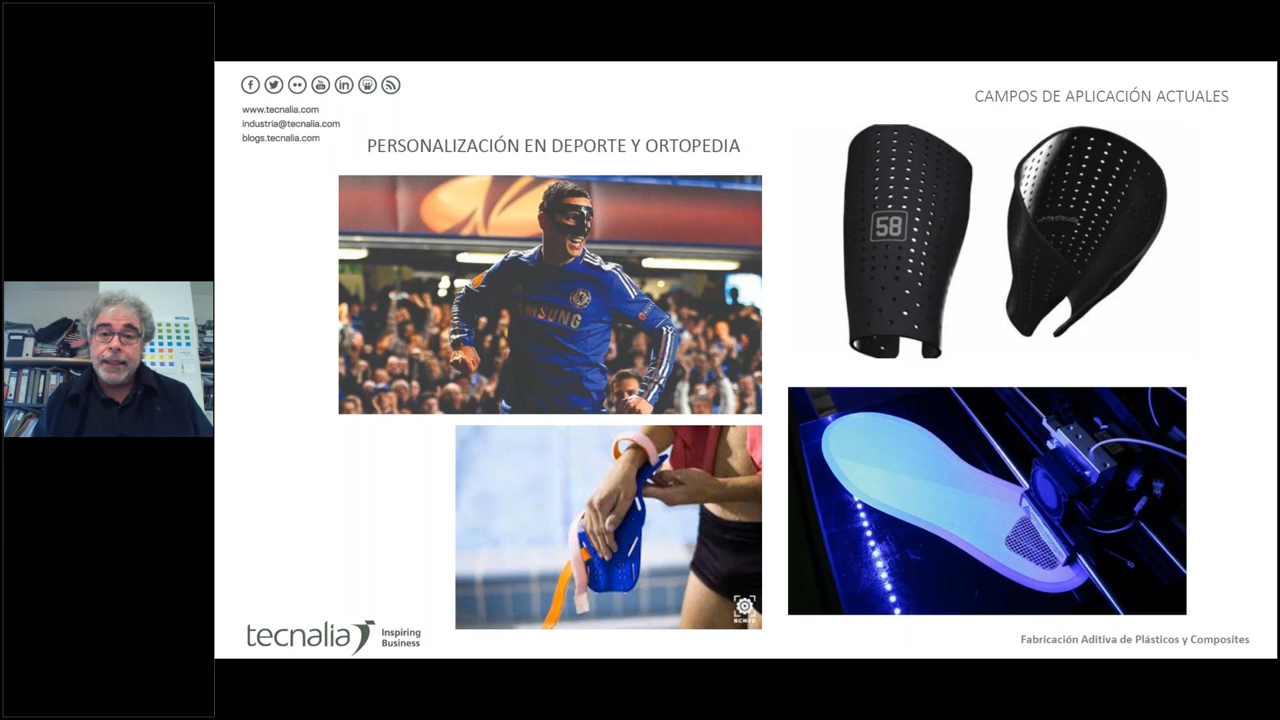 www.tecnalia.com
industria@tecnalia.com
blogs.tecnalia.com
CAMPOS DE APLICACIÓN ACTUALES
PERSONALIZACIÓN EN DEPORTE Y ORTOPEDIA
58
SAMSUNG
BCN3D
tecnalia
Inspiring
Business
Fabricación Aditiva de Plásticos y Composites